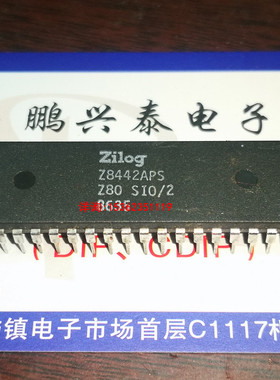 鹏兴泰电子
Zilog
Z8442APS
Z80 SIO/2
8635
(DIP、CDIP)
镇电子市场首层C1117柜